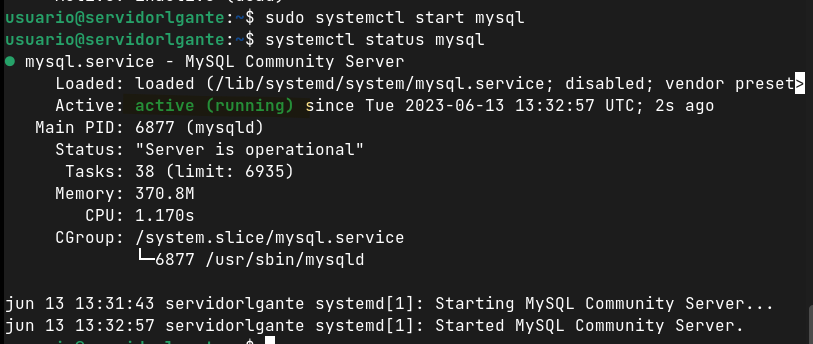 usuario@servidorlgante:~$ sudo systemctl start mysql
usuario@servidorlgante:~$ systemctl status mysql
● mysql.service - MySQL Community Server
Loaded: loaded (/lib/systemd/system/mysql.service; disabled; vendor preset>
Active: active (running) since Tue 2023-06-13 13:32:57 UTC; 2s ago
Main PID: 6877 (mysqld)
Status: "Server is operational"
Tasks: 38 (limit: 6935)
Memory: 370.8M
CPU: 1.170s
CGroup: /system.slice/mysql.service
└─6877 /usr/sbin/mysqld
jun 13 13:31:43 servidorlgante systemd[1]: Starting MySQL Community Server...
jun 13 13:32:57 servidorlgante systemd[1]: Started MySQL Community Server.